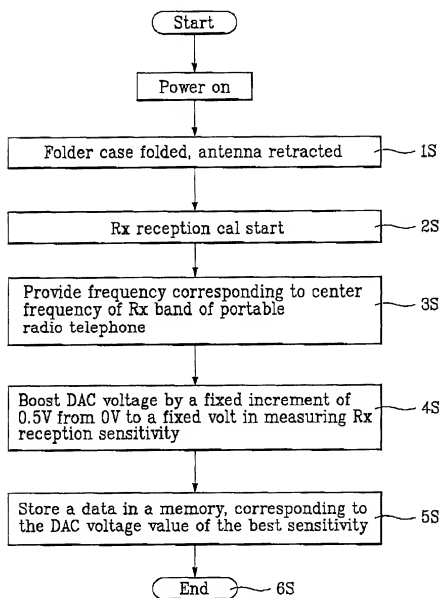 Start
Power on
Folder case folded, antenna retracted
1S
Rx reception cal start
2S
Provide frequency corresponding to center
frequency of Rx band of portable
radio telephone
3S
Boost DAC voltage by a fixed increment of
0.5V from 0V to a fixed volt in measuring Rx
reception sensitivity
4S
Store a data in a memory, corresponding to
the DAC voltage value of the best sensitivity
5S
End
6S